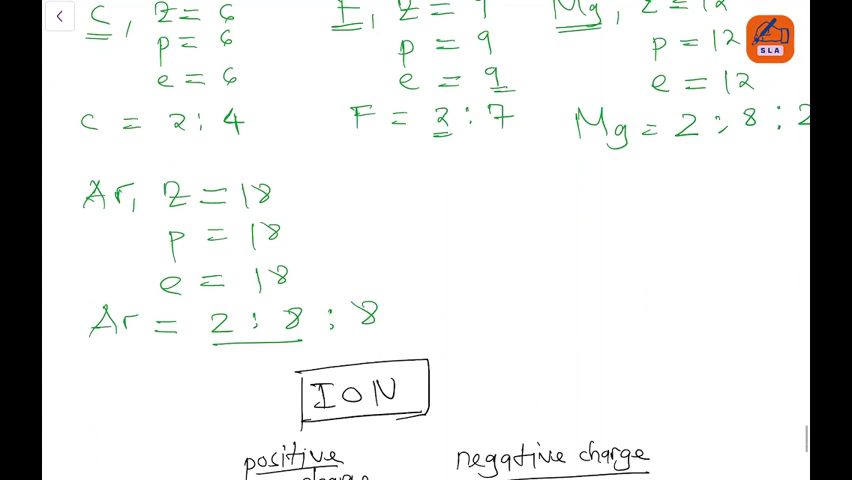 C, Z = 6
p = 6
e = 6
C = 2 : 4
F, Z = 9
p = 9
e = 9
F = 2 : 7
Mg, Z = 12
p = 12
e = 12
Mg = 2 : 8 : 2
SLA
Ar, Z = 18
p = 18
e = 18
Ar = 2 : 8 : 8
ION
positive
charge
negative charge